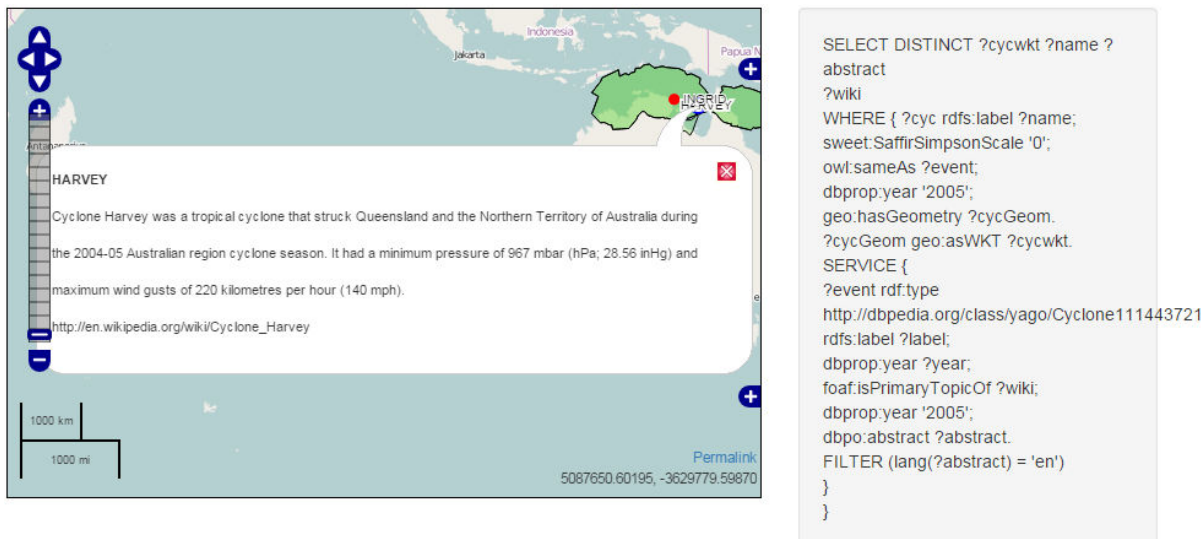 Indonesia
Jakarta
Papua N
INGRID
HARVEY
HARVEY
Cyclone Harvey was a tropical cyclone that struck Queensland and the Northern Territory of Australia during
the 2004-05 Australian region cyclone season. It had a minimum pressure of 967 mbar (hPa; 28.56 inHg) and
maximum wind gusts of 220 kilometres per hour (140 mph).
http://en.wikipedia.org/wiki/Cyclone_Harvey
1000 km
1000 mi
Permalink
5087650.60195, -3629779.59870
SELECT DISTINCT ?cycwkt ?name ?
abstract
?wiki
WHERE { ?cyc rdfs:label ?name;
sweet:SaffirSimpsonScale '0';
owl:sameAs ?event;
dbprop:year '2005';
geo:hasGeometry ?cycGeom.
?cycGeom geo:asWKT ?cycwkt.
SERVICE {
?event rdf:type
http://dbpedia.org/class/yago/Cyclone111443721
rdfs:label ?label;
dbprop:year ?year;
foaf:isPrimaryTopicOf ?wiki;
dbprop:year '2005';
dbpo:abstract ?abstract.
FILTER (lang(?abstract) = 'en')
}
}